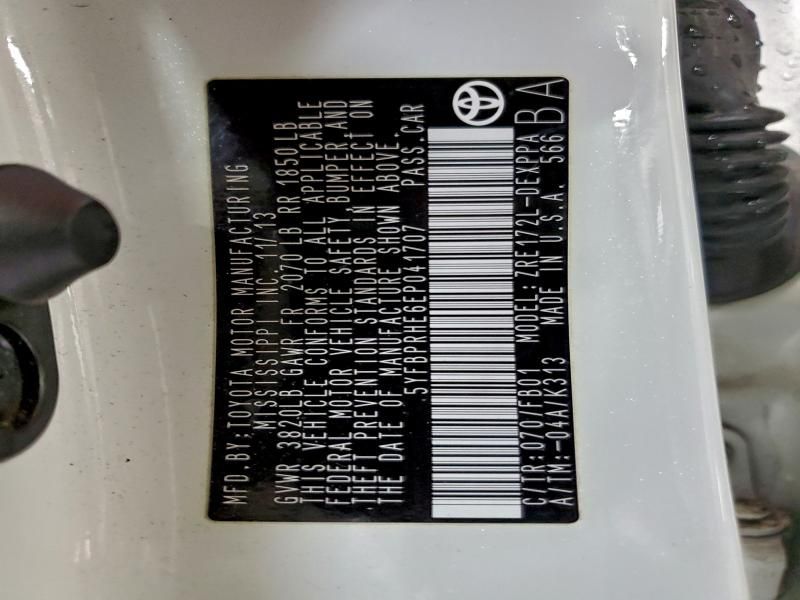 MFD.BY:TOYOTA MOTOR MANUFACTURING
MISSISSIPPI INC. 11/13
GVWR 3820LB GAWR FR 2070 LB RR 1850 LB
THIS VEHICLE CONFORMS TO ALL APPLICABLE
FEDERAL MOTOR VEHICLE SAFETY BUMPER,AND
THEFT PREVENTION STANDARDS IN EFFECT ON
THE DATE OF MANUFACTURE SHOWN ABOVE.
5YFBPRHE6EP041707 PASS.CAR
C/TR:070/FB01 MODEL:ZRE172L-DEXPPA
A/TM:-04A/K313 MADE IN U.S.A. 566 BA